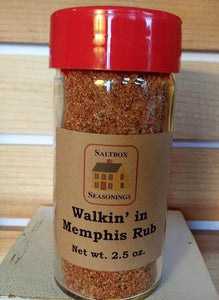 Saltbox
Seasonings
Walkin' in
Memphis Rub
Net wt. 2.5 oz.